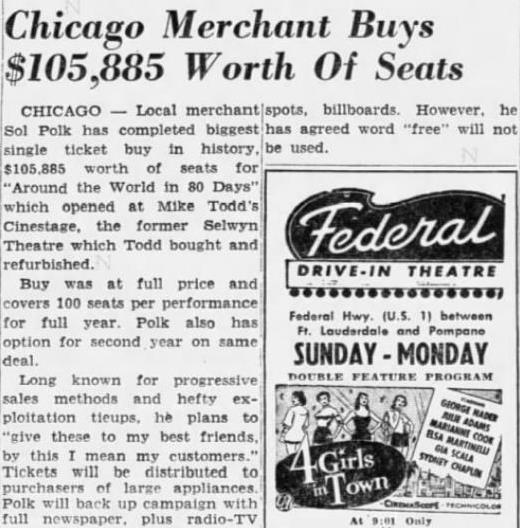 Chicago Merchant Buys
$105,885 Worth Of Seats
CHICAGO — Local merchant
Sol Polk has completed biggest
single ticket buy in history,
$105,885 worth of seats for
"Around the World in 80 Days"
which opened at Mike Todd's
Cinestage, the former Selwyn
Theatre which Todd bought and
refurbished.
Buy was at full price and
covers 100 seats per performance
for full year. Polk also has
option for second year on same
deal.
Long known for progressive
sales methods and hefty ex-
ploitation tieups, he plans to
"give these to my best friends,
by this I mean my customers."
Tickets will be distributed to
purchasers of large appliances.
Polk will back up campaign with
full newspaper, plus radio-TV
spots, billboards. However, he
has agreed word "free" will not
be used.
Federal
DRIVE-IN THEATRE
Federal Hwy. (U.S. 1) between
Ft. Lauderdale and Pompano
SUNDAY - MONDAY
DOUBLE FEATURE PROGRAM
GEORGE NADER
JULIE ADAMS
MARIANNE COOK
ELSA MARTINELLI
GIA SCALA
SYDNEY CHAPLIN
4 Girls
in Town
CINEMASCOPE TECHNICOLOR
At 9:01 Only